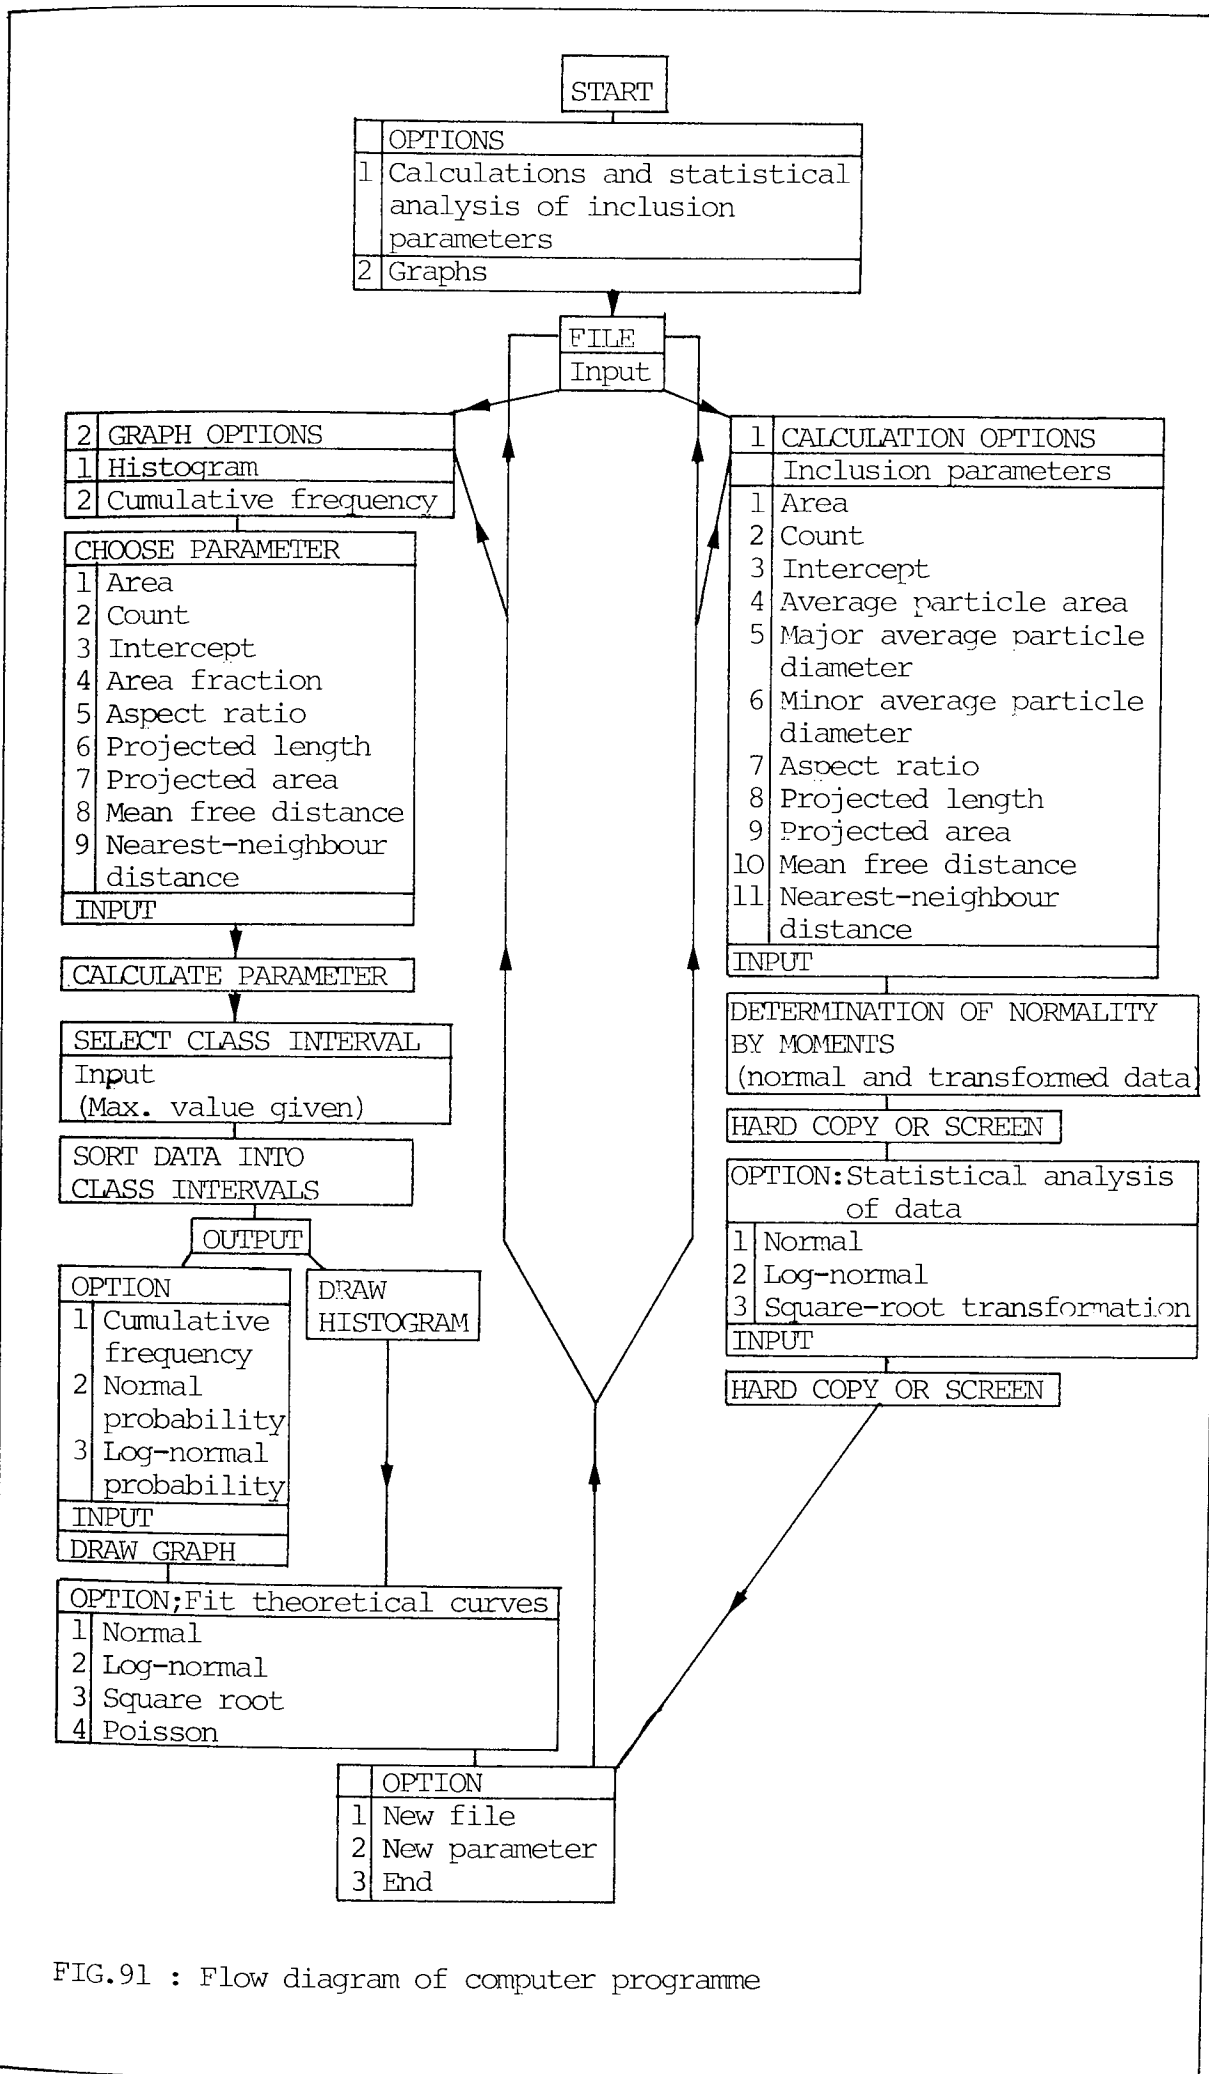 START
OPTIONS
1 Calculations and statistical
analysis of inclusion
parameters
2 Graphs
FILE
Input
2 GRAPH OPTIONS
1 Histogram
2 Cumulative frequency
CHOOSE PARAMETER
1 Area
2 Count
3 Intercept
4 Area fraction
5 Aspect ratio
6 Projected length
7 Projected area
8 Mean free distance
9 Nearest-neighbour
distance
INPUT
CALCULATE PARAMETER
SELECT CLASS INTERVAL
Input
(Max. value given)
SORT DATA INTO
CLASS INTERVALS
OUTPUT
OPTION
1 Cumulative
frequency
2 Normal
probability
3 Log-normal
probability
INPUT
DRAW GRAPH
DRAW
HISTOGRAM
OPTION;Fit theoretical curves
1 Normal
2 Log-normal
3 Square root
4 Poisson
1 CALCULATION OPTIONS
Inclusion parameters
1 Area
2 Count
3 Intercept
4 Average particle area
5 Major average particle
diameter
6 Minor average particle
diameter
7 Aspect ratio
8 Projected length
9 Projected area
10 Mean free distance
11 Nearest-neighbour
distance
INPUT
DETERMINATION OF NORMALITY
BY MOMENTS
(normal and transformed data)
HARD COPY OR SCREEN
OPTION:Statistical analysis
of data
1 Normal
2 Log-normal
3 Square-root transformation
INPUT
HARD COPY OR SCREEN
OPTION
1 New file
2 New parameter
3 End
FIG.91 : Flow diagram of computer programme